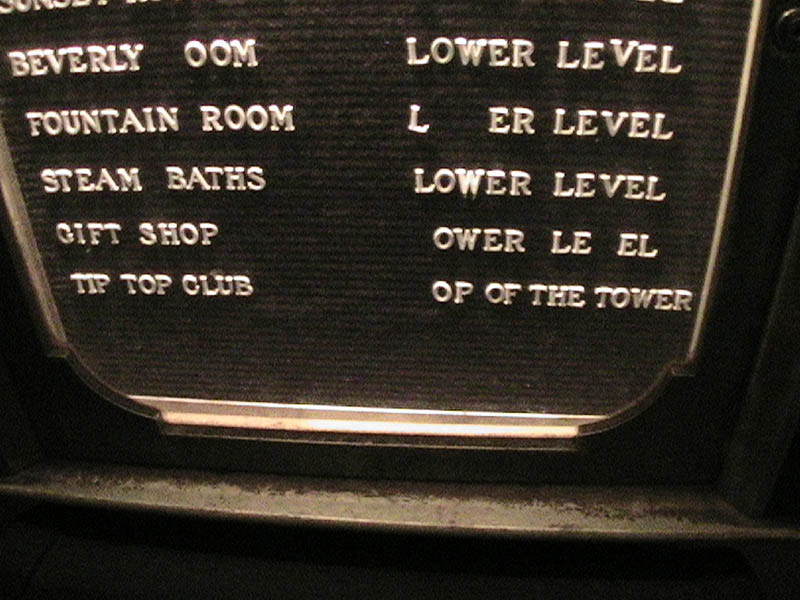 SUNSET
BEVERLY OOM LOWER LEVEL
FOUNTAIN ROOM L ER LEVEL
STEAM BATHS LOWER LEVEL
GIFT SHOP OWER LE EL
TIP TOP CLUB OP OF THE TOWER